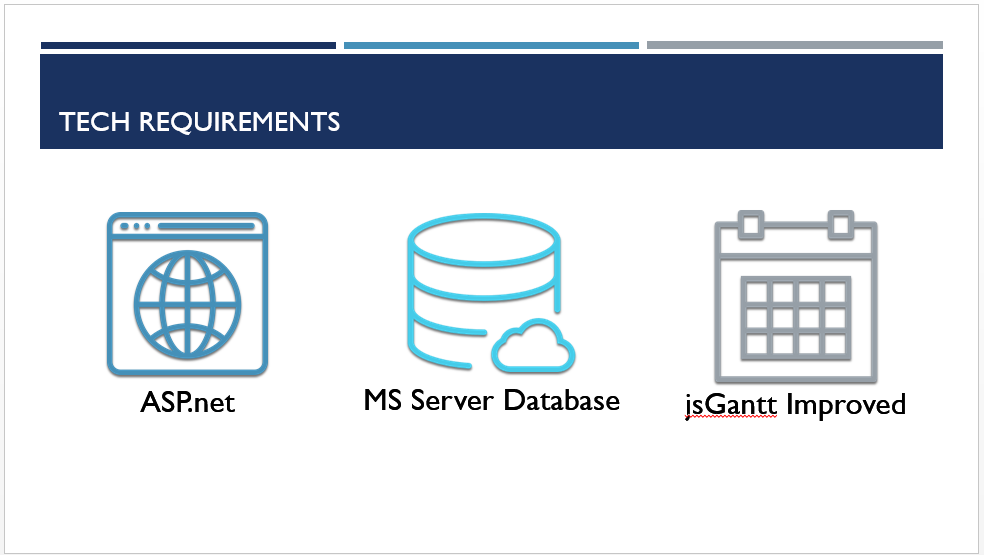 TECH REQUIREMENTS
ASP.net
MS Server Database
jsGantt Improved